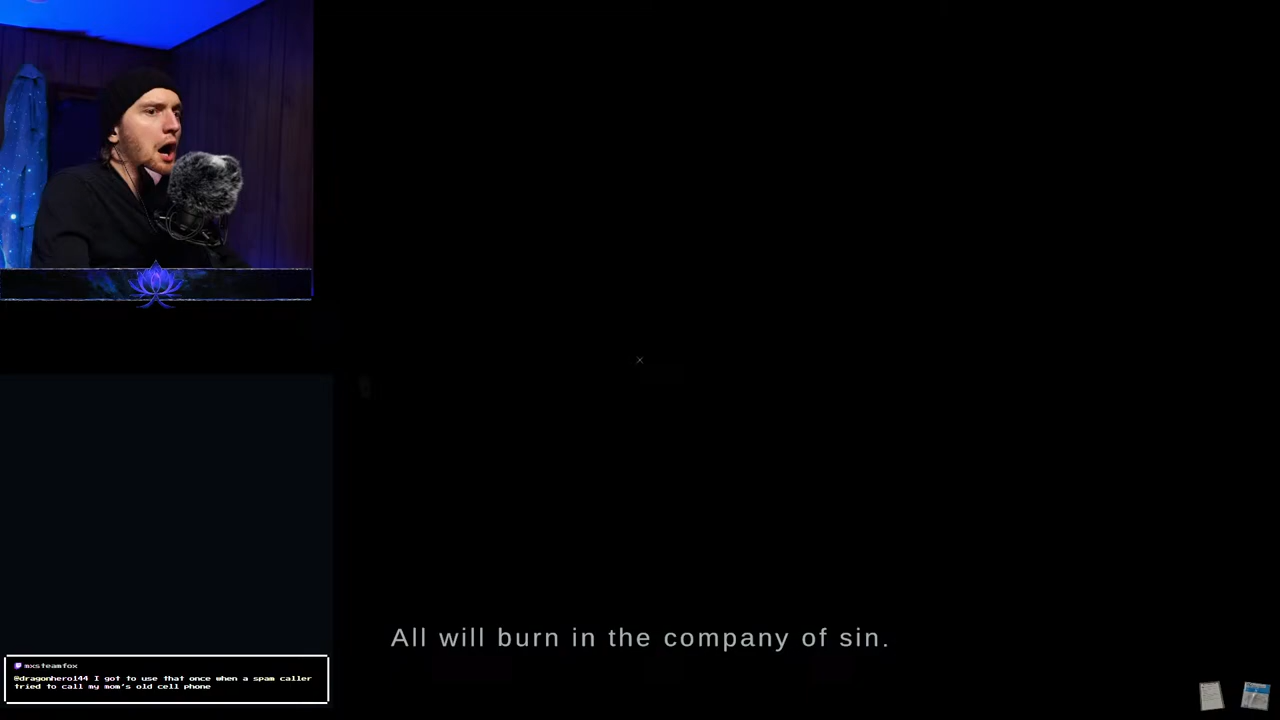 All will burn in the company of sin.
mxsteamfox
@dragonhero144 I got to use that once when a spam caller
tried to call my mom's old cell phone